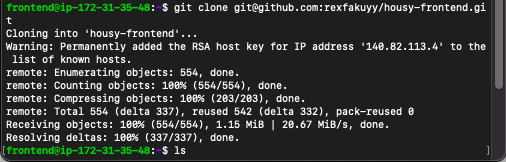 frontend@ip-172-31-35-48:~$ git clone git@github.com:rexfakuyy/housy-frontend.gi
t
Cloning into 'housy-frontend'...
Warning: Permanently added the RSA host key for IP address '140.82.113.4' to the
 list of known hosts.
remote: Enumerating objects: 554, done.
remote: Counting objects: 100% (554/554), done.
remote: Compressing objects: 100% (203/203), done.
remote: Total 554 (delta 337), reused 542 (delta 332), pack-reused 0
Receiving objects: 100% (554/554), 1.15 MiB | 20.67 MiB/s, done.
Resolving deltas: 100% (337/337), done.
[frontend@ip-172-31-35-48:~$ ls ]